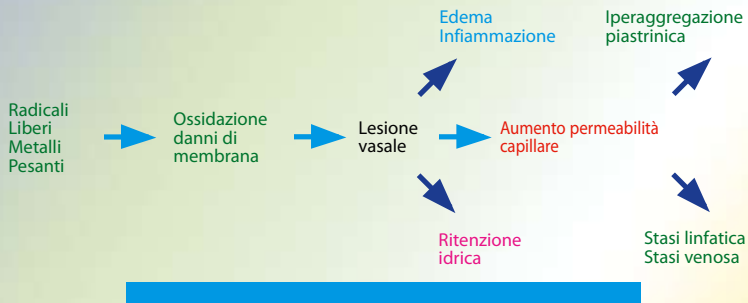 Radicali
Liberi
Metalli
Pesanti
Ossidazione
danni di
membrana
Lesione
vasale
Edema
Infiammazione
Aumento permeabilità
capillare
Ritenzione
idrica
Iperaggregazione
piastrinica
Stasi linfatica
Stasi venosa